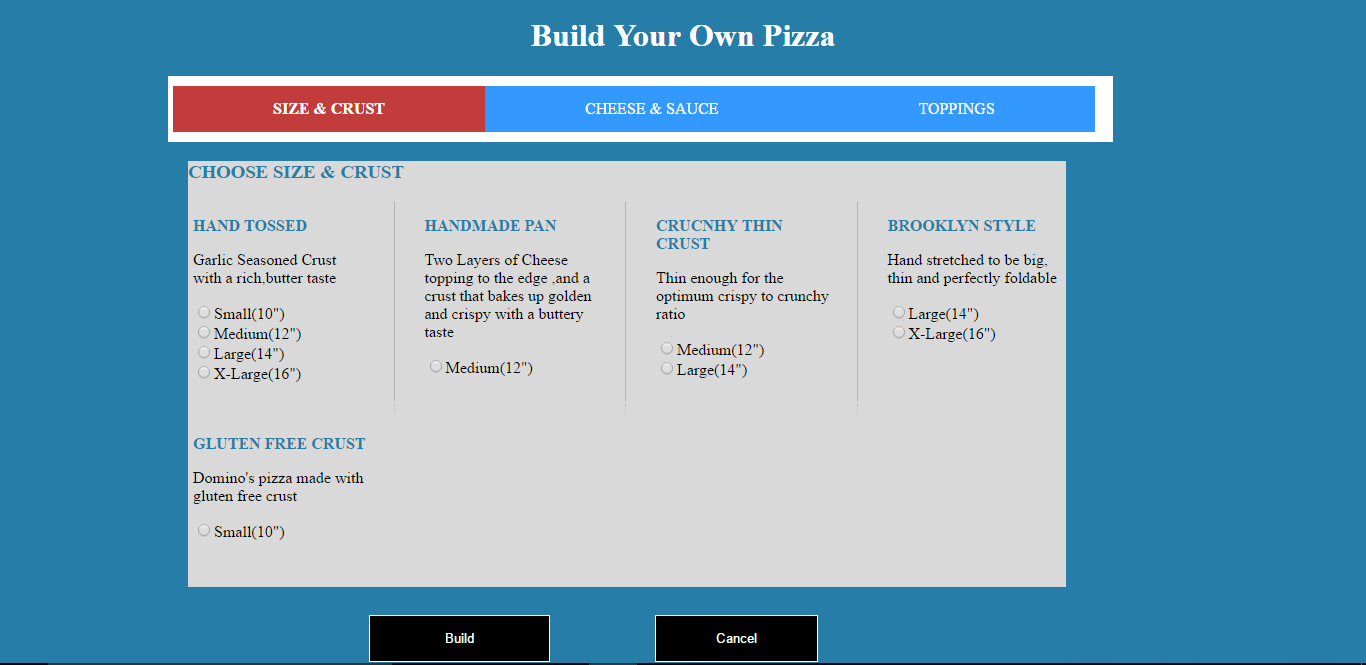 Build Your Own Pizza
SIZE & CRUST
CHEESE & SAUCE
TOPPINGS
CHOOSE SIZE & CRUST
HAND TOSSED
Garlic Seasoned Crust
with a rich,butter taste
Small(10")
Medium(12")
Large(14")
X-Large(16")
HANDMADE PAN
Two Layers of Cheese
topping to the edge ,and a
crust that bakes up golden
and crispy with a buttery
taste
Medium(12")
CRUCNHY THIN
CRUST
Thin enough for the
optimum crispy to crunchy
ratio
Medium(12")
Large(14")
BROOKLYN STYLE
Hand stretched to be big,
thin and perfectly foldable
Large(14")
X-Large(16")
GLUTEN FREE CRUST
Domino's pizza made with
gluten free crust
Small(10")
Build
Cancel